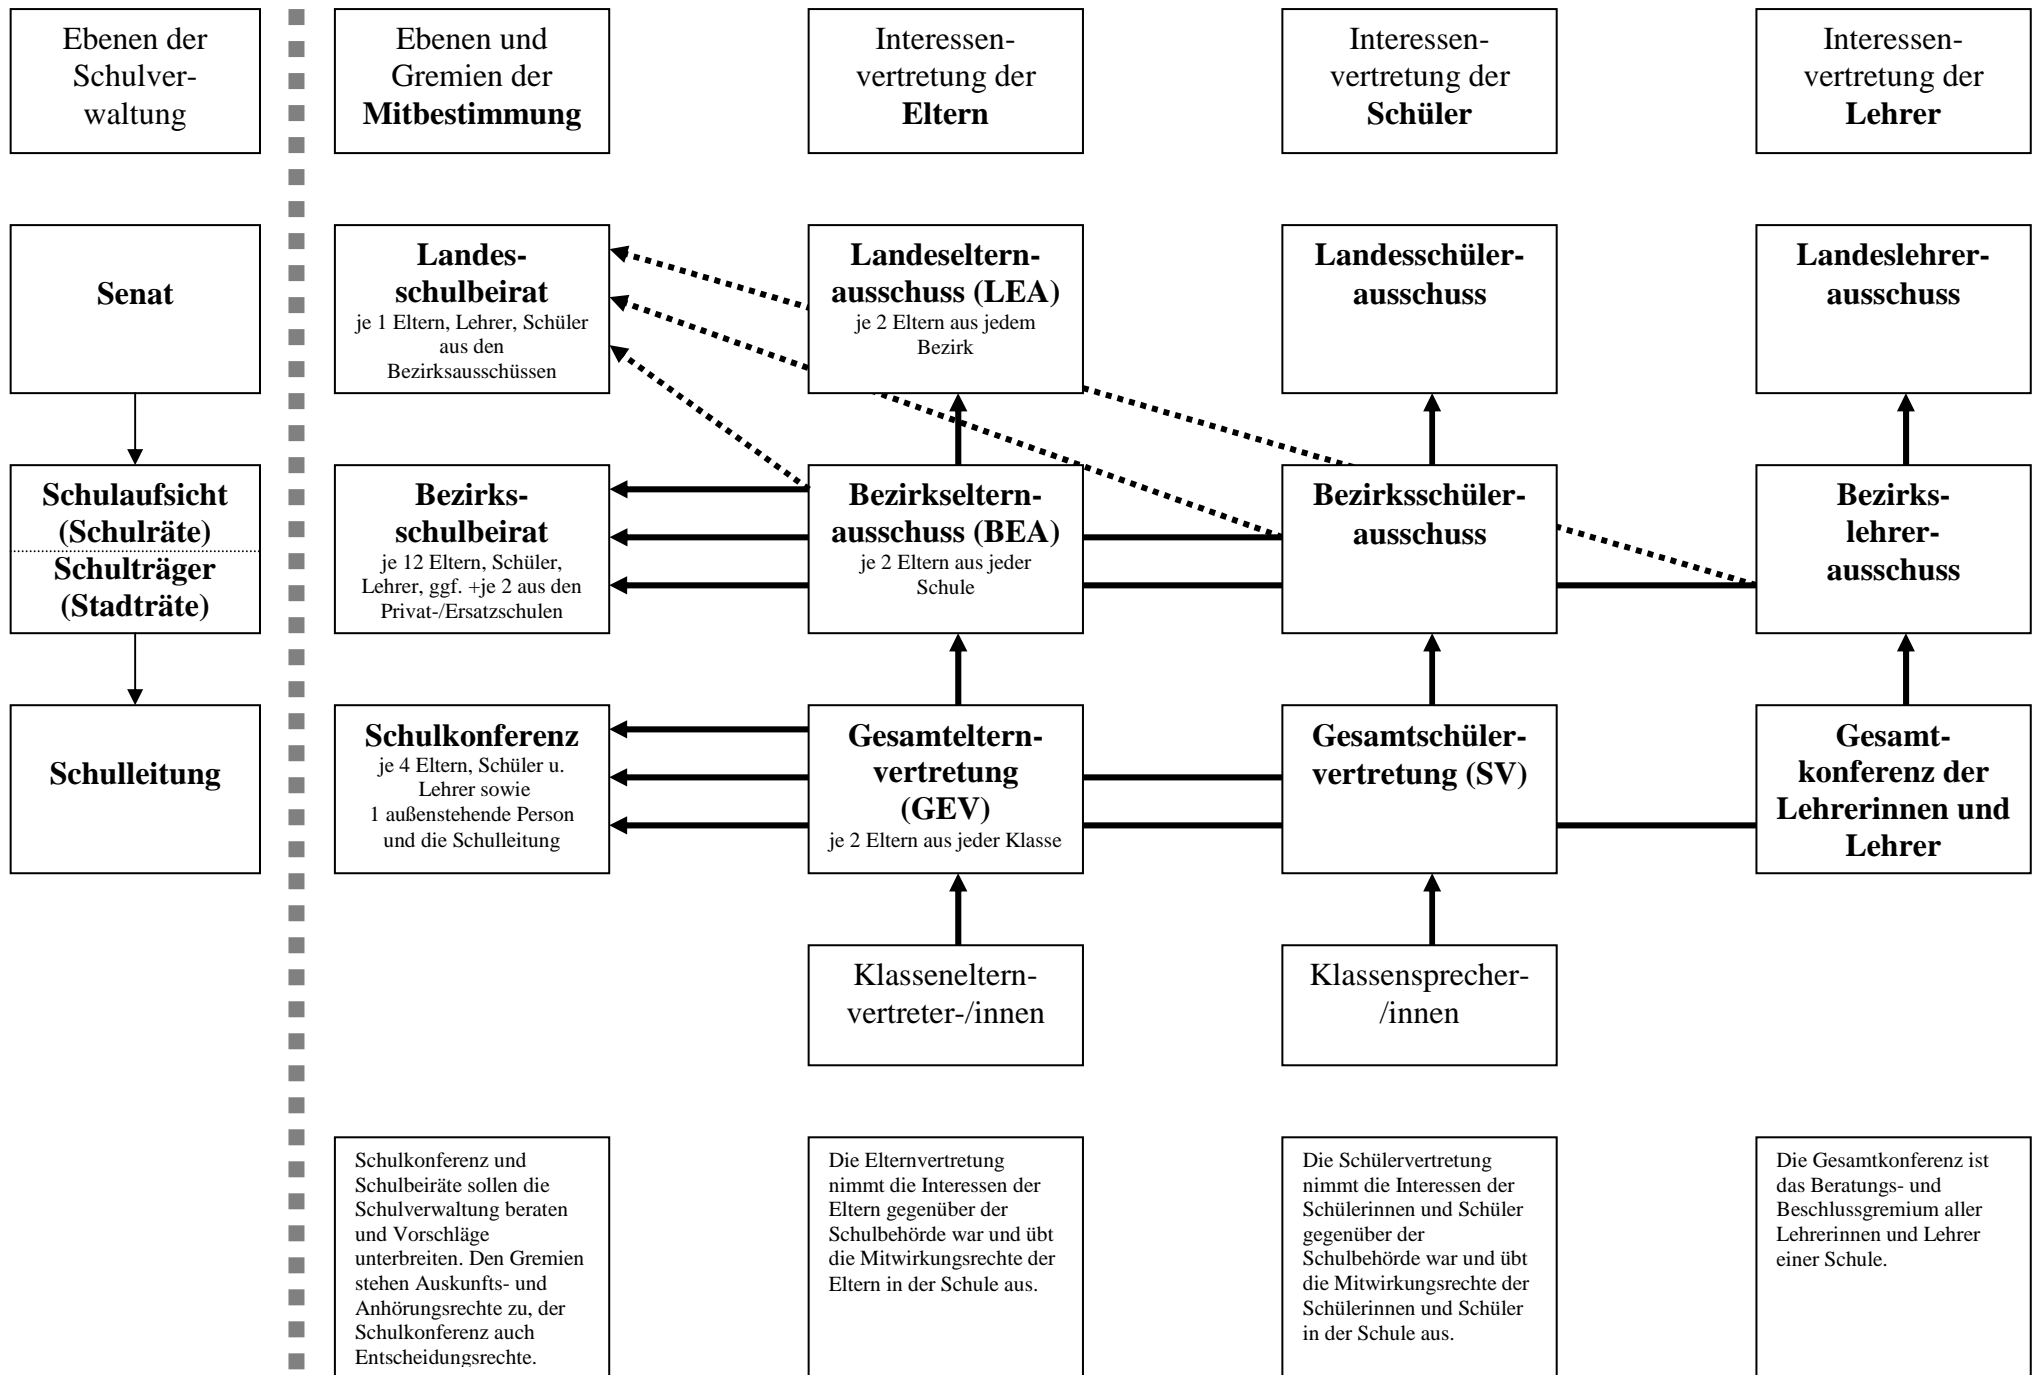 Ebenen der
Schulver-
waltung
Ebenen und
Gremien der
Mitbestimmung
Interessen-
vertretung der
Eltern
Interessen-
vertretung der
Schüler
Interessen-
vertretung der
Lehrer
Senat
Landes-
schulbeirat
je 1 Eltern, Lehrer, Schüler
aus den
Bezirksausschüssen
Landeseltern-
ausschuss (LEA)
je 2 Eltern aus jedem
Bezirk
Landesschüler-
ausschuss
Landeslehrer-
ausschuss
Schulaufsicht
(Schulräte)
Schulträger
(Stadträte)
Bezirks-
schulbeirat
je 12 Eltern, Schüler,
Lehrer, ggf. +je 2 aus den
Privat-/Ersatzschulen
Bezirkseltern-
ausschuss (BEA)
je 2 Eltern aus jeder
Schule
Bezirksschüler-
ausschuss
Bezirks-
lehrer-
ausschuss
Schulleitung
Schulkonferenz
je 4 Eltern, Schüler u.
Lehrer sowie
1 außenstehende Person
und die Schulleitung
Gesamteltern-
vertretung
(GEV)
je 2 Eltern aus jeder Klasse
Gesamtschüler-
vertretung (SV)
Gesamt-
konferenz der
Lehrerinnen und
Lehrer
Klasseneltern-
vertreter-/innen
Klassensprecher-
/innen
Schulkonferenz und
Schulbeiräte sollen die
Schulverwaltung beraten
und Vorschläge
unterbreiten. Den Gremien
stehen Auskunfts- und
Anhörungsrechte zu, der
Schulkonferenz auch
Entscheidungsrechte.
Die Elternvertretung
nimmt die Interessen der
Eltern gegenüber der
Schulbehörde war und übt
die Mitwirkungsrechte der
Eltern in der Schule aus.
Die Schülervertretung
nimmt die Interessen der
Schülerinnen und Schüler
gegenüber der
Schulbehörde war und übt
die Mitwirkungsrechte der
Schülerinnen und Schüler
in der Schule aus.
Die Gesamtkonferenz ist
das Beratungs- und
Beschlussgremium aller
Lehrerinnen und Lehrer
einer Schule.